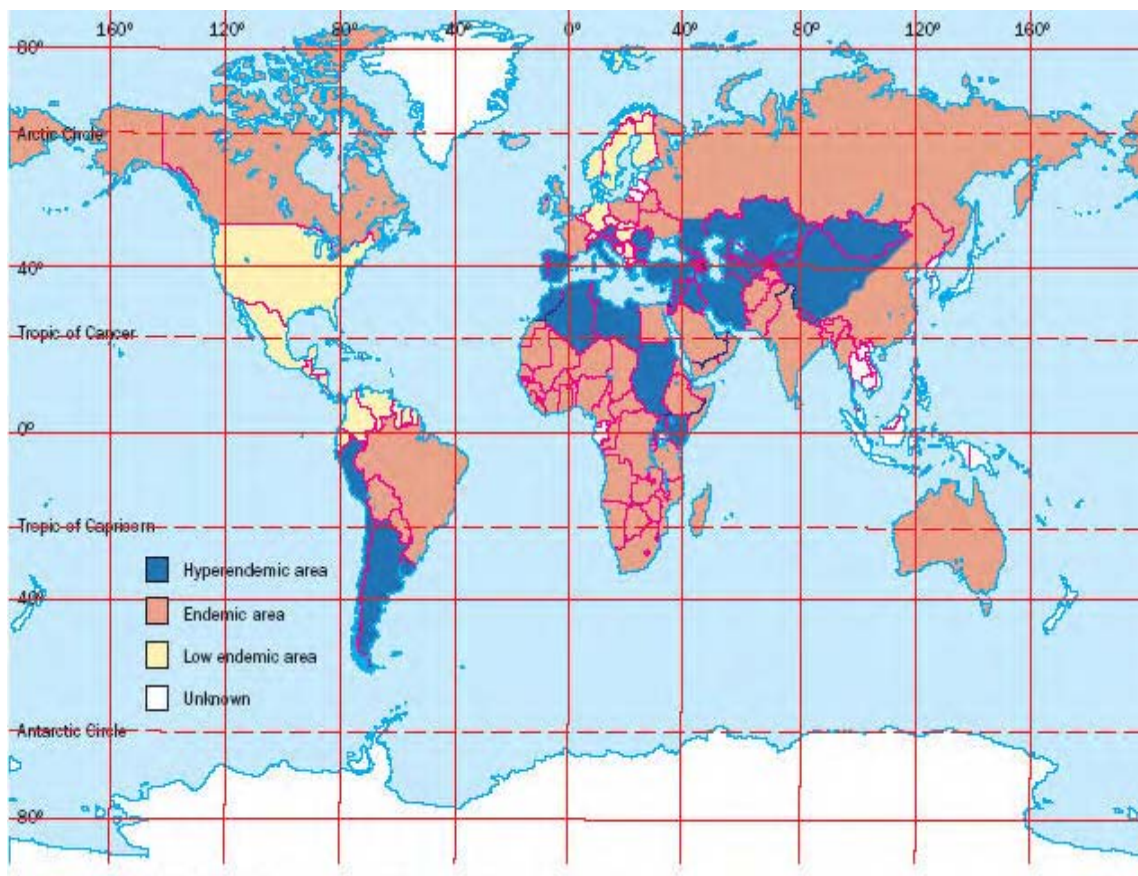 160º 120º 80º 40º 0º 40º 80º 120º 160º
80º
Arctic Circle
40º
Tropic of Cancer
0º
Tropic of Capricorn
Hyperendemic area
40º
Endemic area
Low endemic area
Unknown
Antarctic Circle
80º